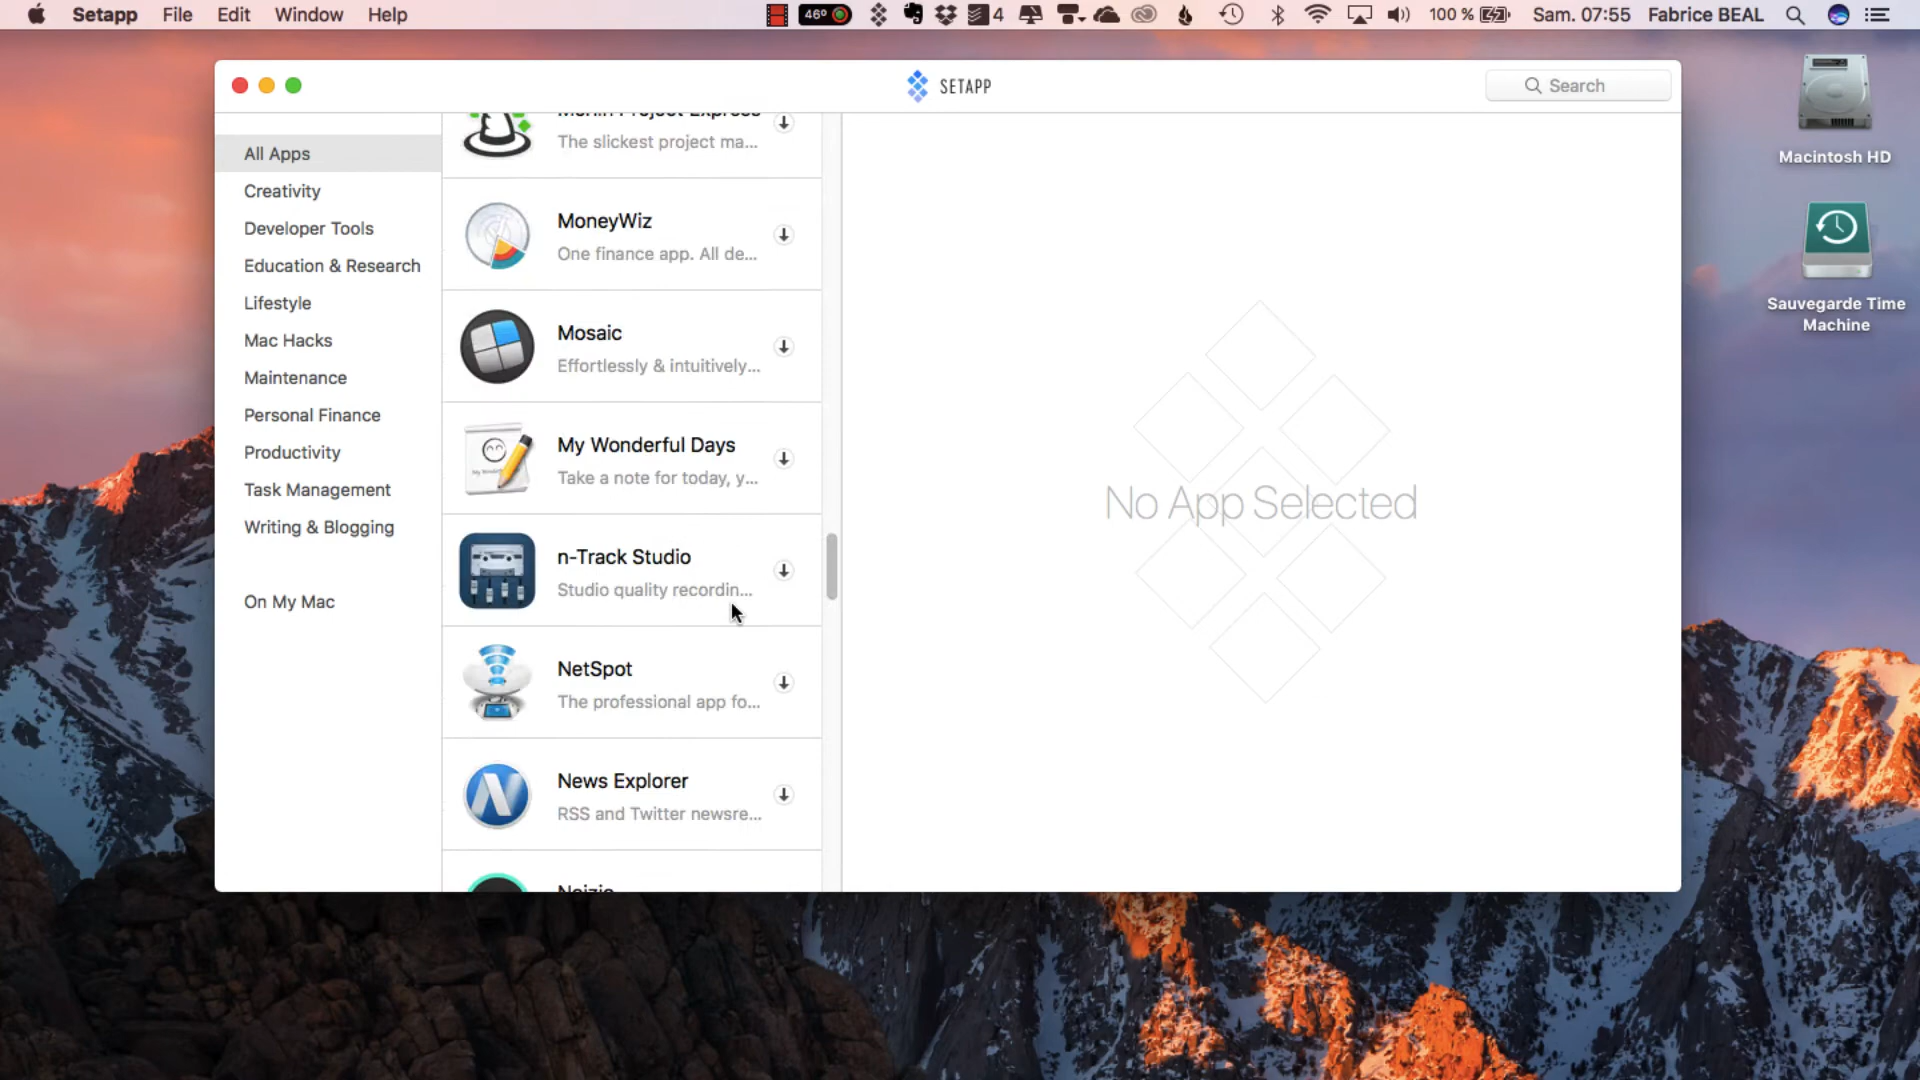 Setapp File Edit Window Help 46º 4 100 % Sam. 07:55 Fabrice BEAL
SETAPP
Search
All Apps
Creativity
Developer Tools
Education & Research
Lifestyle
Mac Hacks
Maintenance
Personal Finance
Productivity
Task Management
Writing & Blogging
On My Mac
Merlin Project Express
The slickest project ma...
MoneyWiz
One finance app. All de...
Mosaic
Effortlessly & intuitively...
My Wonderful Days
Take a note for today, y...
n-Track Studio
Studio quality recordin...
NetSpot
The professional app fo...
News Explorer
RSS and Twitter newsre...
No App Selected
Macintosh HD
Sauvegarde Time
Machine